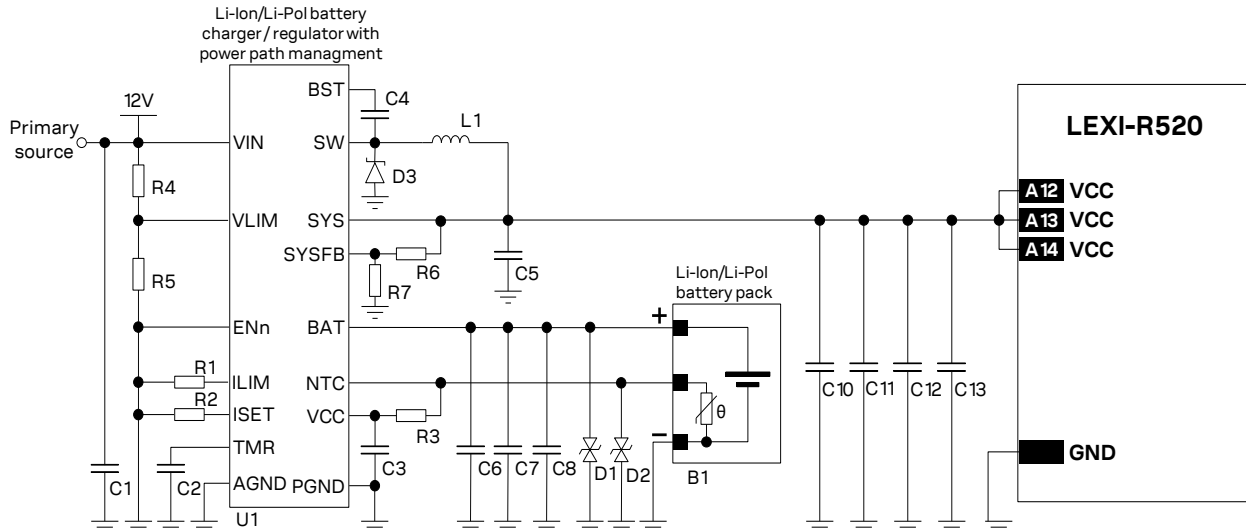 Li-Ion/Li-Pol battery
charger / regulator with
power path managment
12V
Primary
source
VIN
VLIM
ENn
ILIM
ISET
TMR
AGND
BST
SW
SYS
SYSFB
BAT
NTC
VCC
PGND
U1
R4
R5
R1
R2
C1
C2
C4
L1
D3
R6
R7
C5
R3
C3
C6
C7
C8
D1
D2
Li-Ion/Li-Pol
battery pack
+
θ
−
B1
C10
C11
C12
C13
LEXI-R520
A12 VCC
A13 VCC
A14 VCC
GND